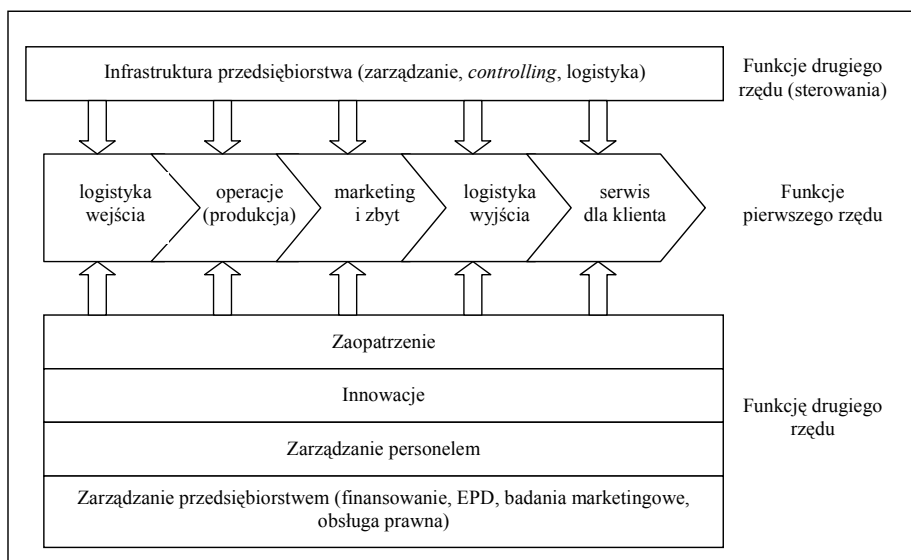 Infrastruktura przedsiębiorstwa (zarządzanie, controlling, logistyka)
Funkcje drugiego
rzędu (sterowania)
logistyka
wejścia
operacje
(produkcja)
marketing
i zbyt
logistyka
wyjścia
serwis
dla klienta
Funkcje
pierwszego rzędu
Zaopatrzenie
Innowacje
Zarządzanie personelem
Zarządzanie przedsiębiorstwem (finansowanie, EPD, badania marketingowe,
obsługa prawna)
Funkcję drugiego
rzędu